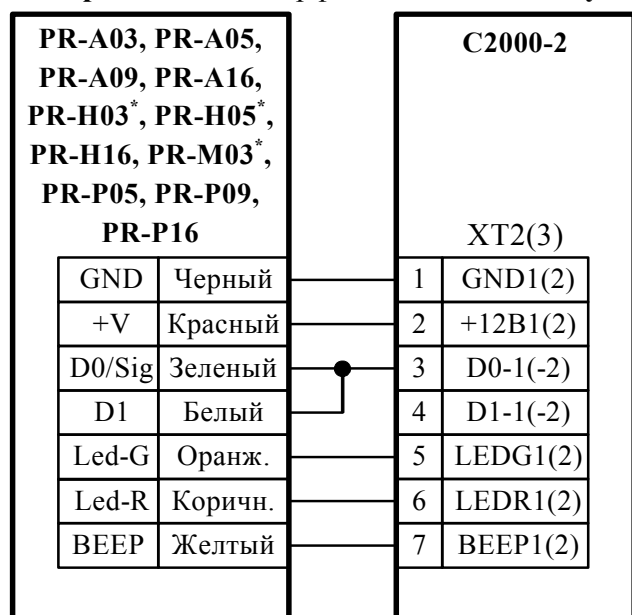 PR-A03, PR-A05,
PR-A09, PR-A16,
PR-H03*, PR-H05*,
PR-H16, PR-M03*,
PR-P05, PR-P09,
PR-P16
GND Черный
+V Красный
D0/Sig Зеленый
D1 Белый
Led-G Оранж.
Led-R Коричн.
BEEP Желтый
C2000-2
XT2(3)
1 GND1(2)
2 +12В1(2)
3 D0-1(-2)
4 D1-1(-2)
5 LEDG1(2)
6 LEDR1(2)
7 BEEP1(2)